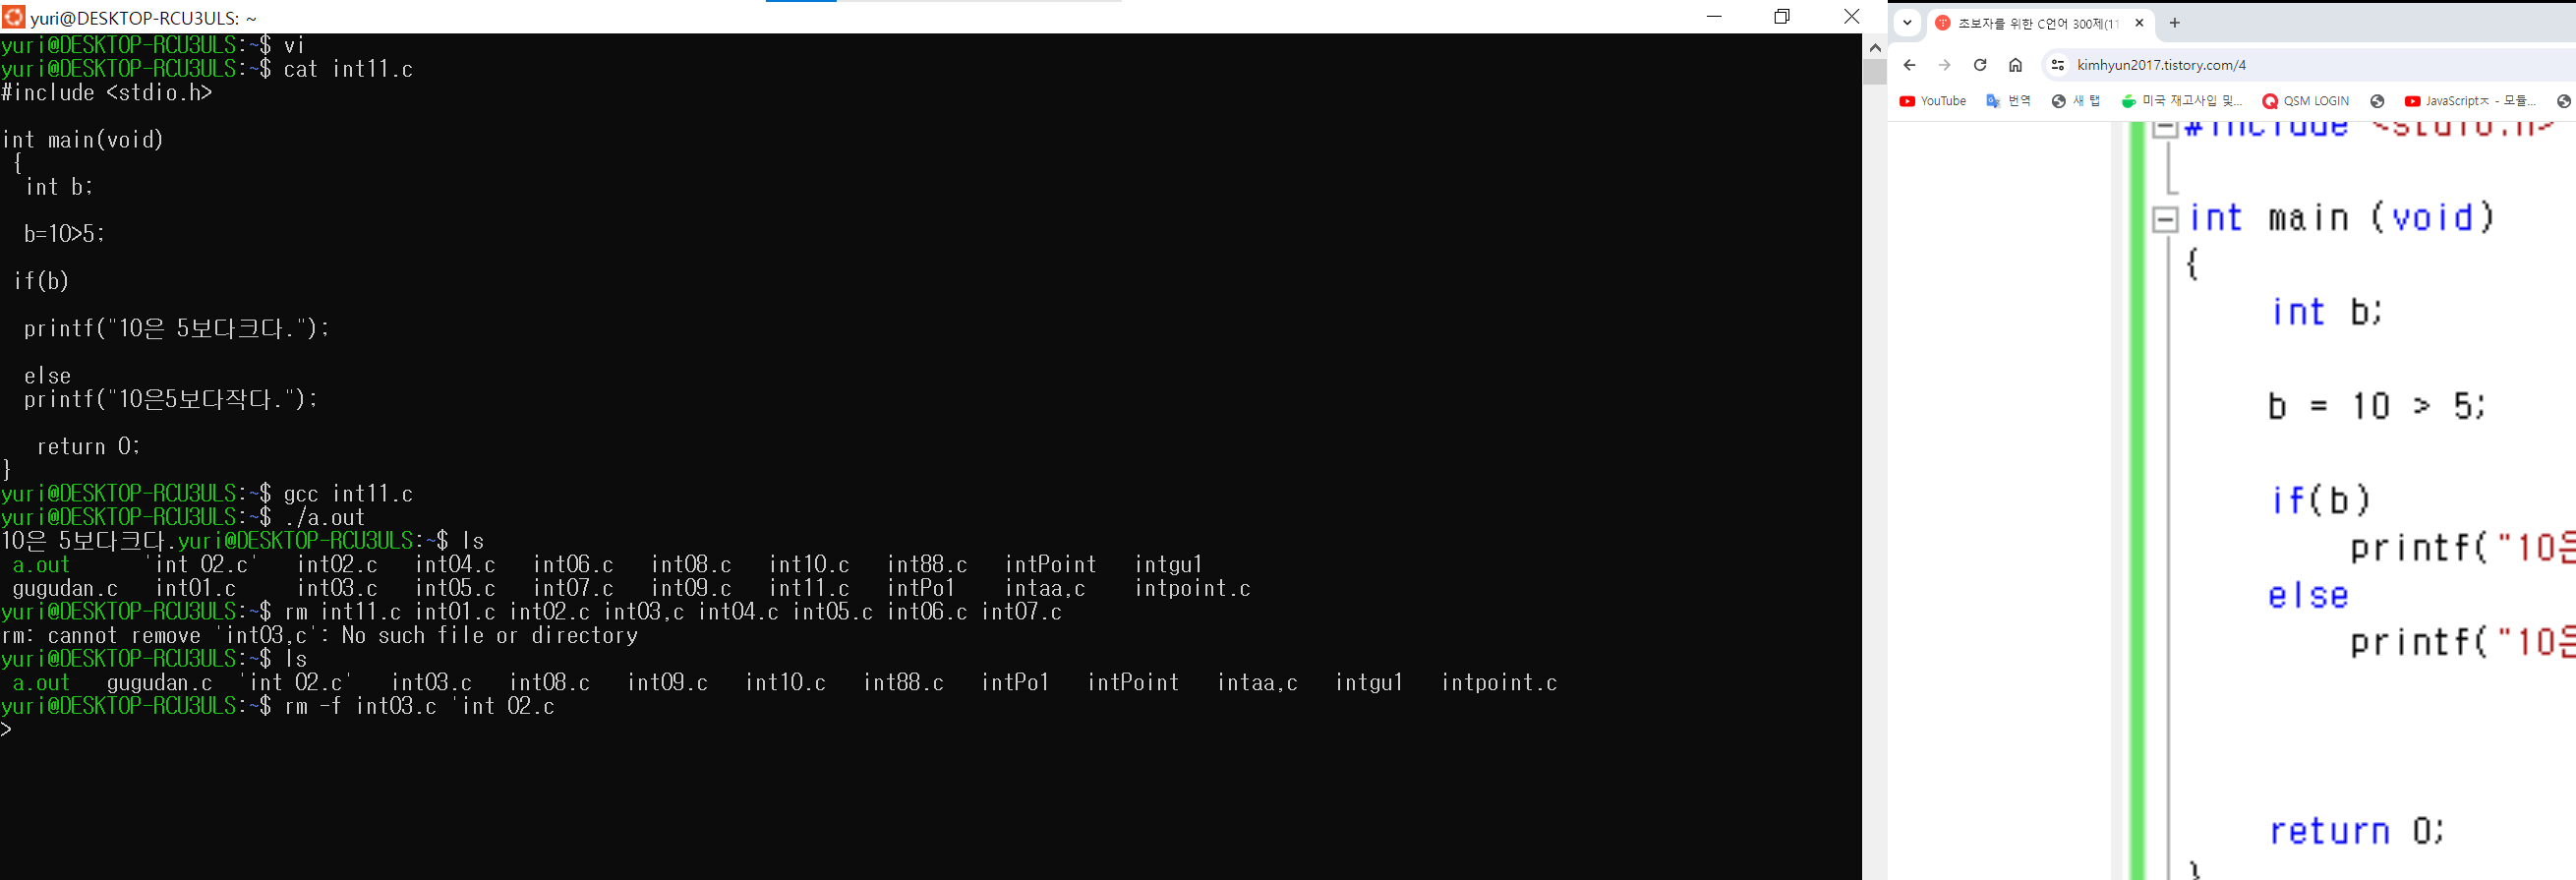 yuri@DESKTOP-RCU3ULS: ~
yuri@DESKTOP-RCU3ULS:~$ vi
yuri@DESKTOP-RCU3ULS:~$ cat int11.c
#include <stdio.h>
int main(void)
{
int b;
b=10>5;
if(b)
printf("10은 5보다크다.");
else
printf("10은5보다작다.");
return 0;
}
yuri@DESKTOP-RCU3ULS:~$ gcc int11.c
yuri@DESKTOP-RCU3ULS:~$ ./a.out
10은 5보다크다.yuri@DESKTOP-RCU3ULS:~$ ls
a.out 'int 02.c' int02.c int04.c int06.c int08.c int10.c int88.c intPoint intgu1
gugudan.c int01.c int03.c int05.c int07.c int09.c int11.c intPo1 intaa,c intpoint.c
yuri@DESKTOP-RCU3ULS:~$ rm int11.c int01.c int02.c int03,c int04.c int05.c int06.c int07.c
rm: cannot remove 'int03,c': No such file or directory
yuri@DESKTOP-RCU3ULS:~$ ls
a.out gugudan.c 'int 02.c' int03.c int08.c int09.c int10.c int88.c intPo1 intPoint intaa,c intgu1 intpoint.c
yuri@DESKTOP-RCU3ULS:~$ rm -f int03.c 'int 02.c
>
초보자를 위한 C언어 300제(11
kimhyun2017.tistory.com/4
YouTube 번역 새 탭 미국 재고사입 및... QSM LOGIN JavaScriptㅈ - 모듈...
#include <stdio.h>
int main (void)
{
int b;
b = 10 > 5;
if(b)
printf("10은
else
printf("10은
return 0;
}